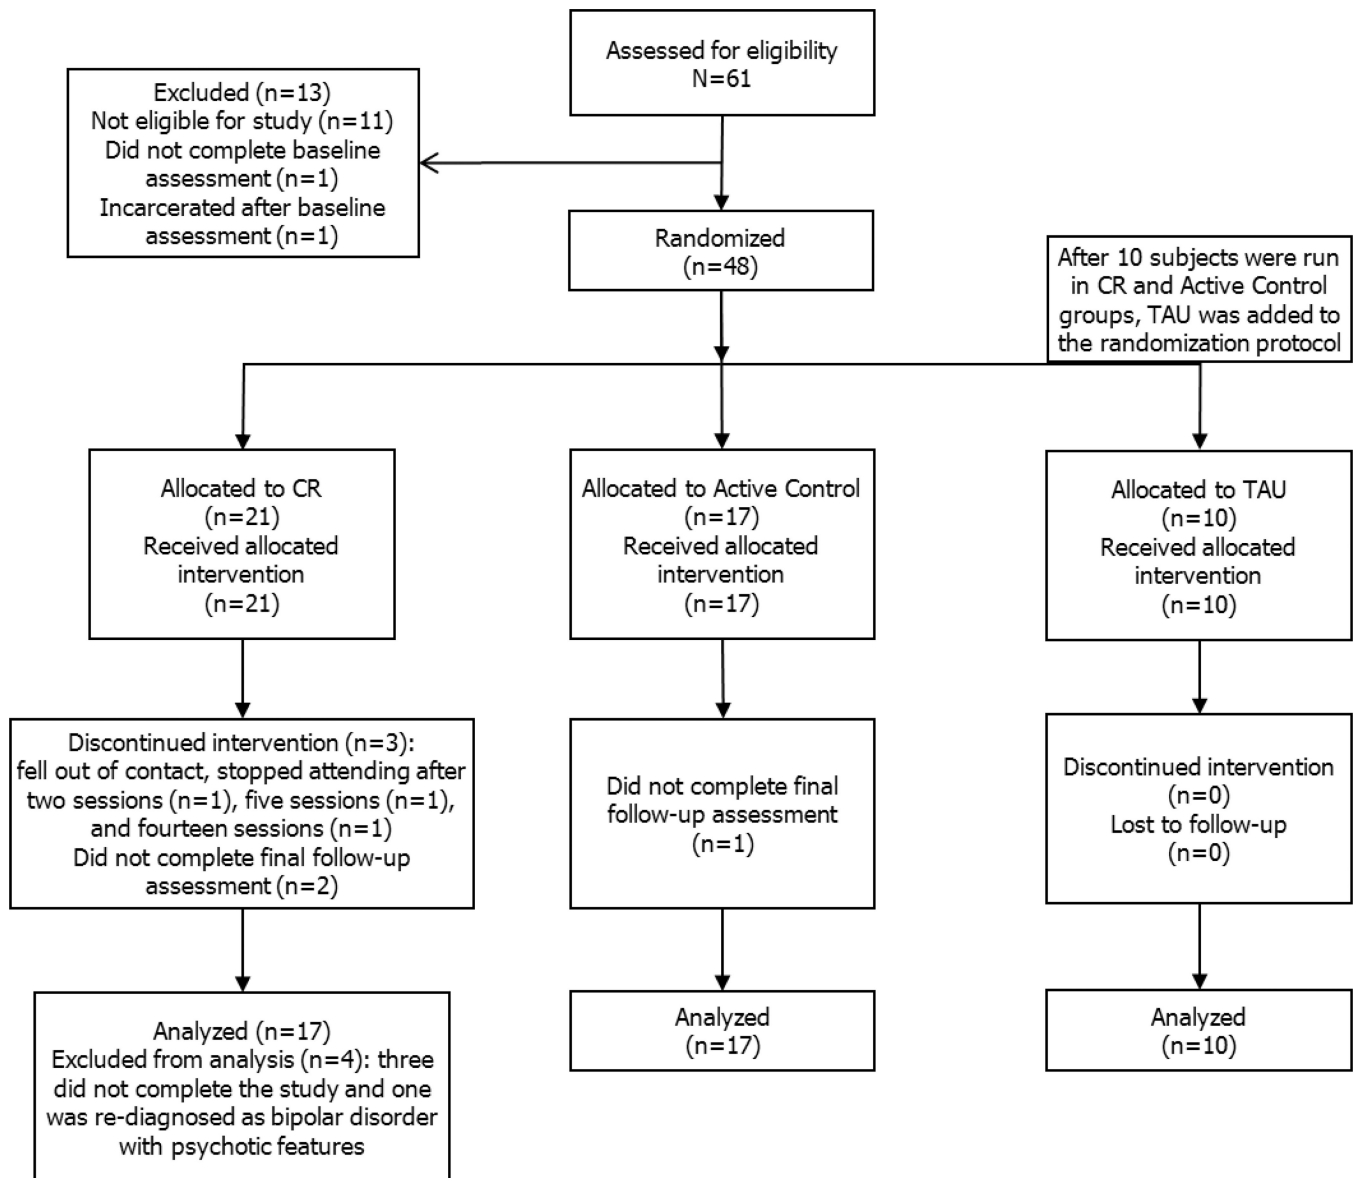 Assessed for eligibility
N=61
Excluded (n=13)
Not eligible for study (n=11)
Did not complete baseline
assessment (n=1)
Incarcerated after baseline
assessment (n=1)
Randomized
(n=48)
After 10 subjects were run
in CR and Active Control
groups, TAU was added to
the randomization protocol
Allocated to CR
(n=21)
Received allocated
intervention
(n=21)
Allocated to Active Control
(n=17)
Received allocated
intervention
(n=17)
Allocated to TAU
(n=10)
Received allocated
intervention
(n=10)
Discontinued intervention (n=3):
fell out of contact, stopped attending after
two sessions (n=1), five sessions (n=1),
and fourteen sessions (n=1)
Did not complete final follow-up
assessment (n=2)
Did not complete final
follow-up assessment
(n=1)
Discontinued intervention
(n=0)
Lost to follow-up
(n=0)
Analyzed (n=17)
Excluded from analysis (n=4): three
did not complete the study and one
was re-diagnosed as bipolar disorder
with psychotic features
Analyzed
(n=17)
Analyzed
(n=10)